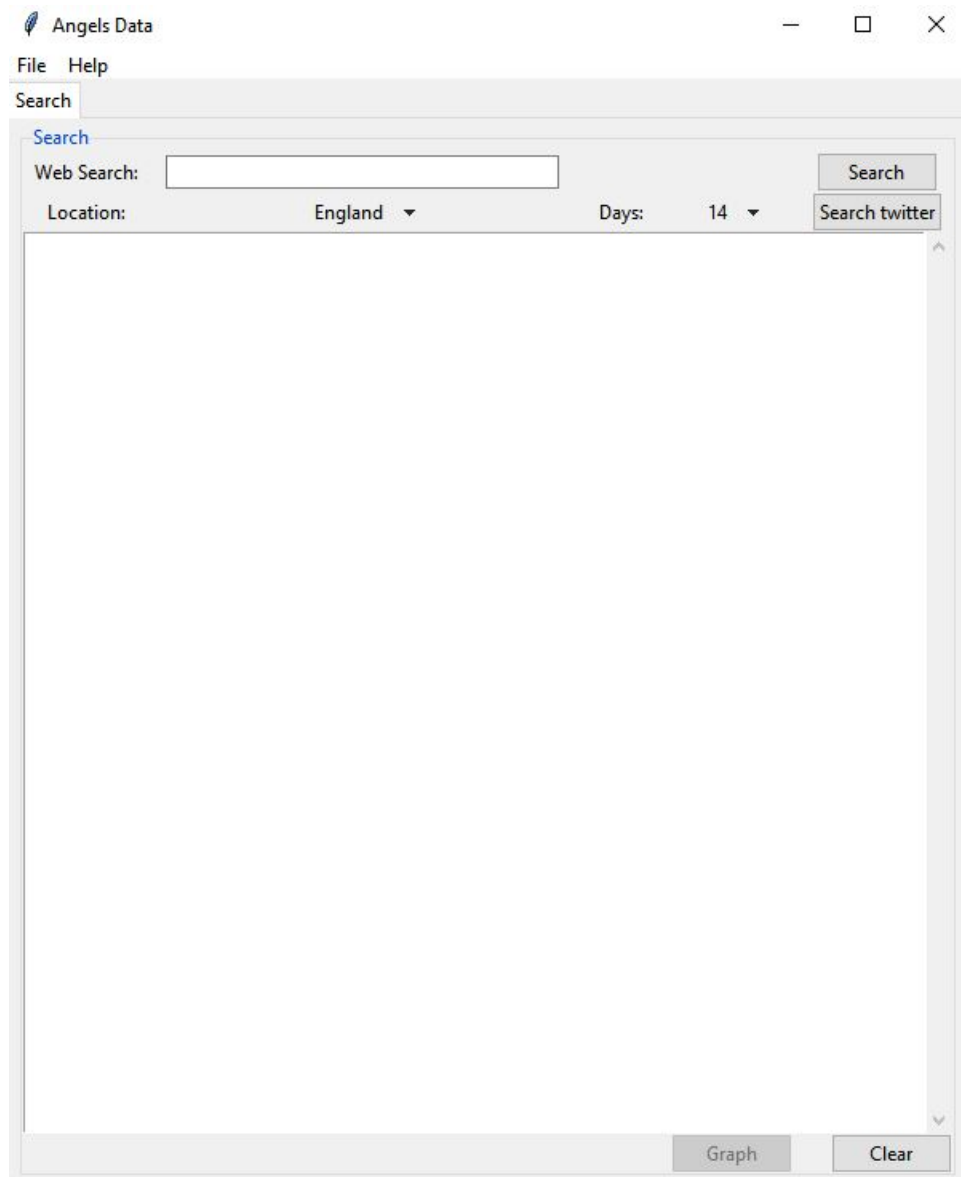 Angels Data
File Help
Search
Search
Web Search: Search
Location: England Days: 14 Search twitter
Graph Clear